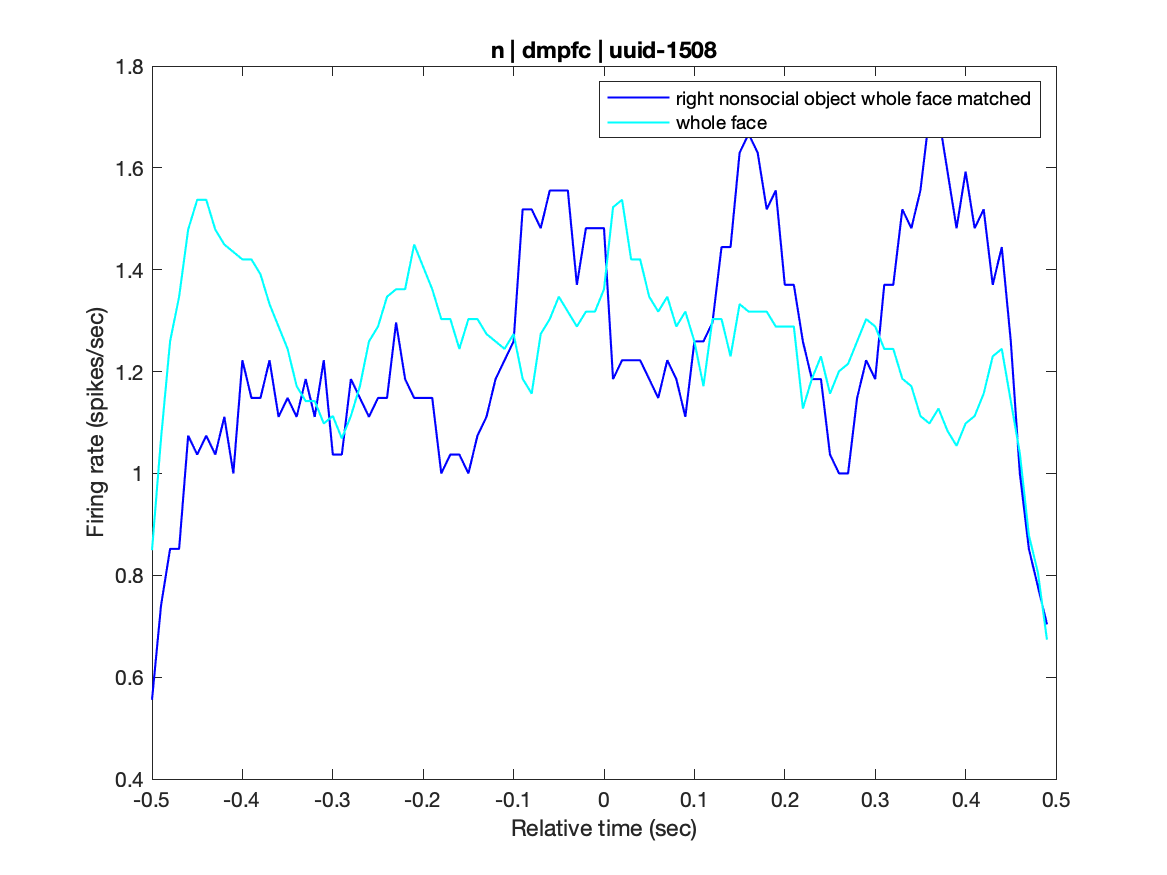 n | dmpfc | uuid-1508
right nonsocial object whole face matched
whole face
1.8
1.6
1.4
1.2
1
0.8
0.6
0.4
Firing rate (spikes/sec)
-0.5 -0.4 -0.3 -0.2 -0.1 0 0.1 0.2 0.3 0.4 0.5
Relative time (sec)